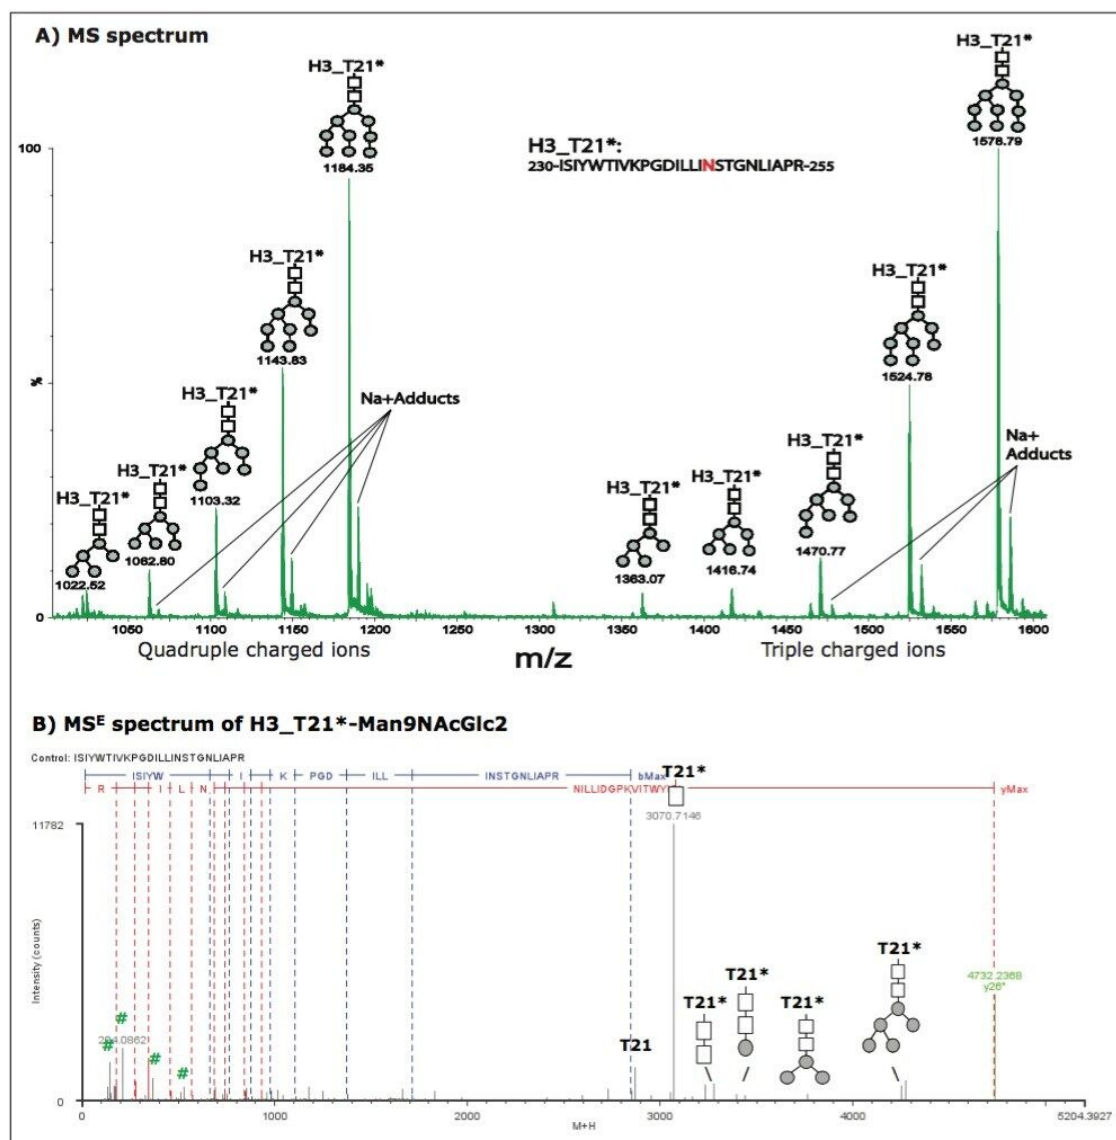 A) MS spectrum
H3_T21*
1578.79
H3_T21*
1184.35
100
H3_T21*:
230-ISIYWTIVKPGDILLINSTGNLIAPR-255
H3_T21*
1143.83
H3_T21*
1524.78
%
H3_T21*
1103.32
Na+Adducts
H3_T21*
1470.77
Na+
Adducts
H3_T21*
1062.80
H3_T21*
1022.52
H3_T21*
1363.07
H3_T21*
1416.74
0
1050 1100 1150 1200 1250 1300 1350 1400 1450 1500 1550 1600
Quadruple charged ions
m/z
Triple charged ions
B) MSᴱ spectrum of H3_T21*-Man9NAcGlc2
Control: ISIYWTIVKPGDILLINSTGNLIAPR
ISIYW I K PGD ILL INSTGNLIAPR bMax
T21*
R I L N NILLIDGPKVITWY yMax
11782
3070.7146
Intensity (counts)
T21*
T21*
T21*
T21*
4732.2368
y26*
T21
#
#
#
#
204.0862
0
0 1000 2000 3000 4000 5204.3927
M+H